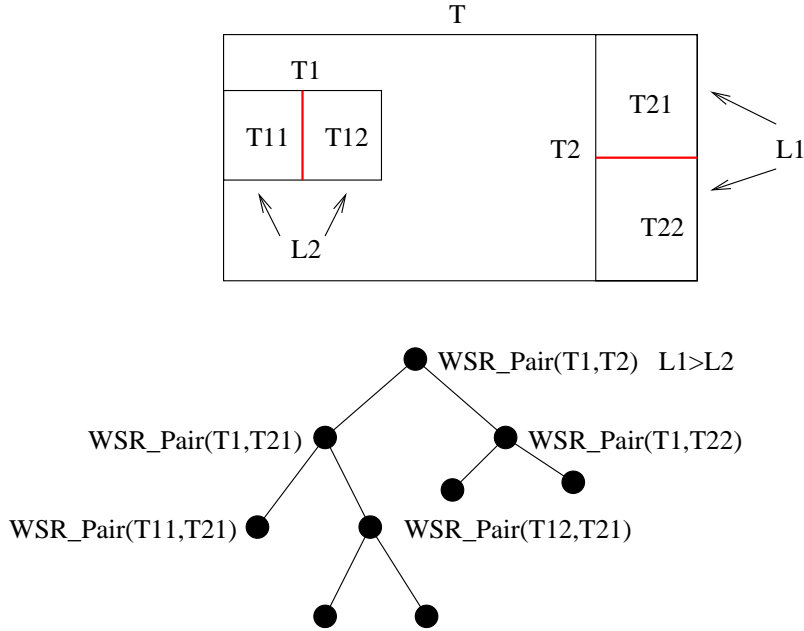 T
T1
T21
T11 T12
T2
L1
T22
L2
WSR_Pair(T1,T2) L1>L2
WSR_Pair(T1,T21)
WSR_Pair(T1,T22)
WSR_Pair(T11,T21)
WSR_Pair(T12,T21)